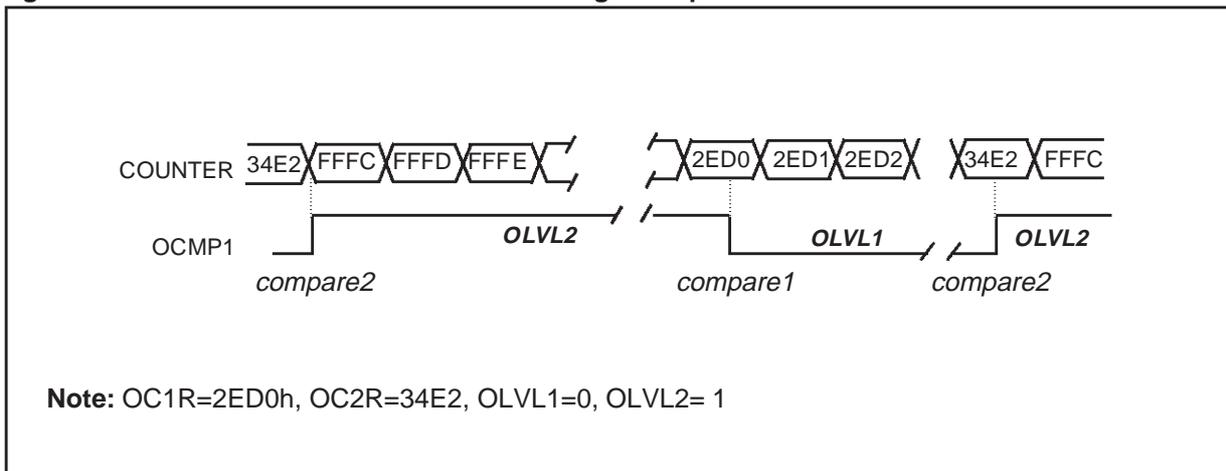 COUNTER 34E2 FFFC FFFD FFFE 2ED0 2ED1 2ED2 34E2 FFFC
OCMP1 OLVL2 OLVL1 OLVL2
compare2 compare1 compare2
Note: OC1R=2ED0h, OC2R=34E2, OLVL1=0, OLVL2= 1